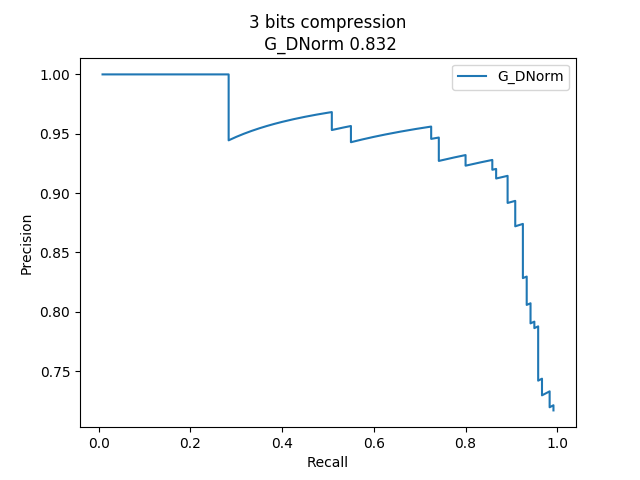 3 bits compression
G_DNorm 0.832
G_DNorm
1.00
0.95
0.90
0.85
0.80
0.75
Precision
0.0 0.2 0.4 0.6 0.8 1.0
Recall